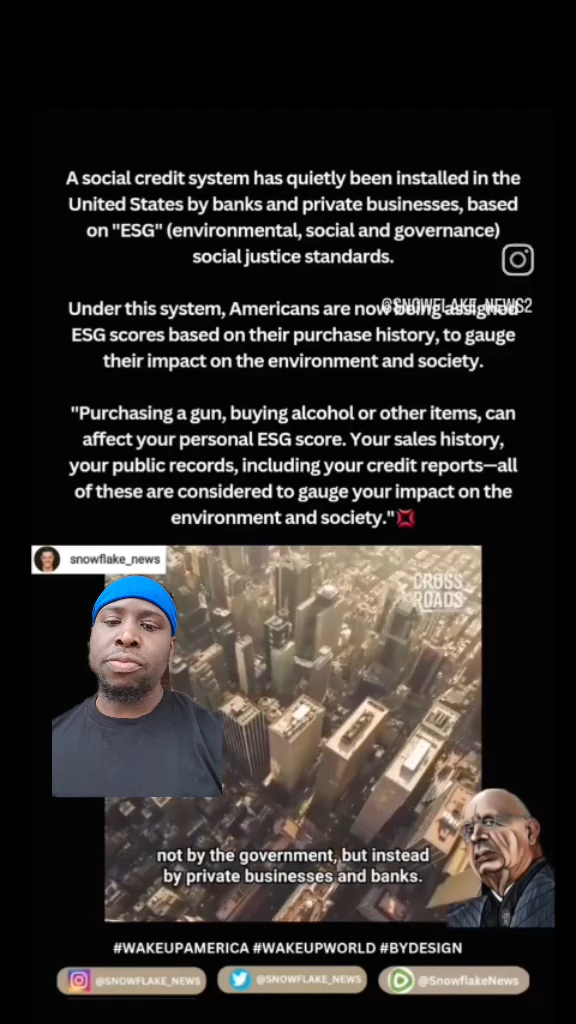 A social credit system has quietly been installed in the
United States by banks and private businesses, based
on "ESG" (environmental, social and governance)
social justice standards.
@SNOWFLAKE_NEWS2
Under this system, Americans are now being assigned
ESG scores based on their purchase history, to gauge
their impact on the environment and society.
"Purchasing a gun, buying alcohol or other items, can
affect your personal ESG score. Your sales history,
your public records, including your credit reports—all
of these are considered to gauge your impact on the
environment and society."
snowflake_news
CROSS
ROADS
not by the government, but instead
by private businesses and banks.
#WAKEUPAMERICA #WAKEUPWORLD #BYDESIGN
@SNOWFLAKE_NEWS @SNOWFLAKE_NEWS @SnowflakeNews